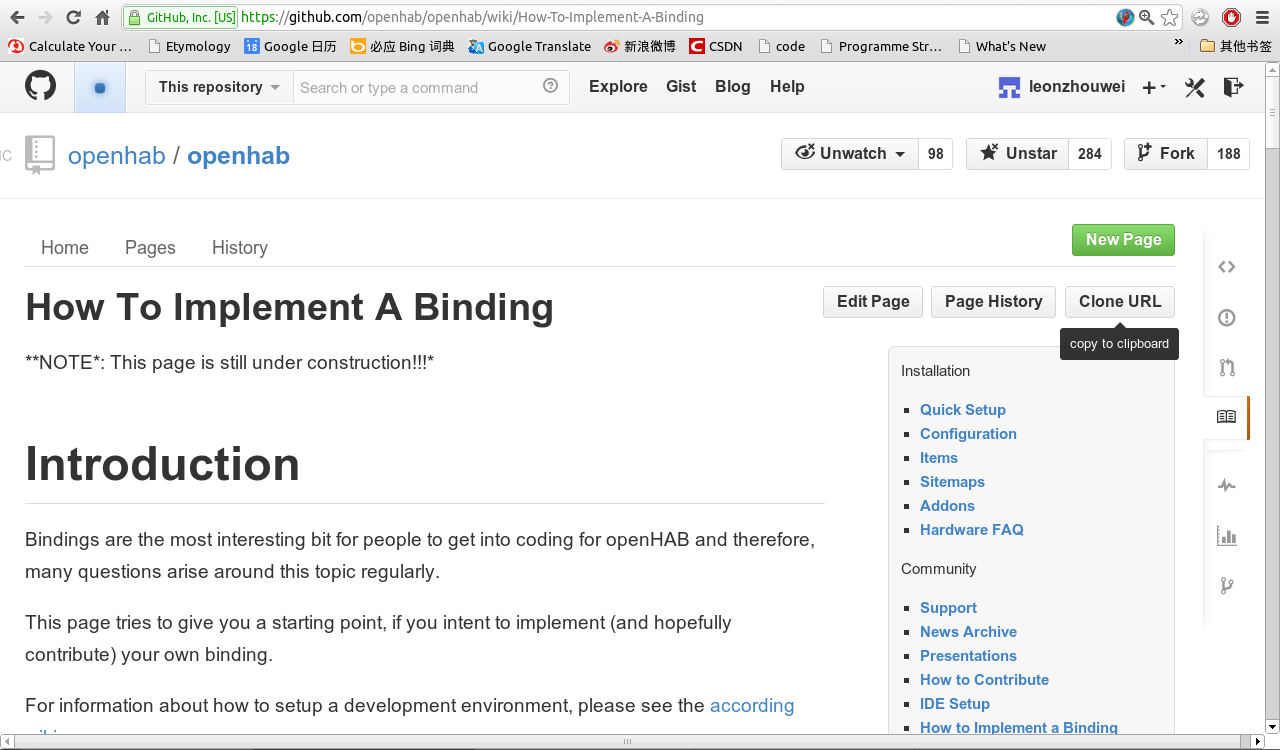 GitHub, Inc. [US] https://github.com/openhab/openhab/wiki/How-To-Implement-A-Binding
Calculate Your ... Etymology Google 日历 必应 Bing 词典 Google Translate 新浪微博 CSDN code Programme Str... What's New » 其他书签
This repository Search or type a command Explore Gist Blog Help leonzhouwei
IC openhab / openhab Unwatch 98 Unstar 284 Fork 188
Home Pages History New Page
How To Implement A Binding Edit Page Page History Clone URL
copy to clipboard
**NOTE*: This page is still under construction!!!*
Introduction
Bindings are the most interesting bit for people to get into coding for openHAB and therefore,
many questions arise around this topic regularly.
This page tries to give you a starting point, if you intent to implement (and hopefully
contribute) your own binding.
For information about how to setup a development environment, please see the according
wiki
Installation
Quick Setup
Configuration
Items
Sitemaps
Addons
Hardware FAQ
Community
Support
News Archive
Presentations
How to Contribute
IDE Setup
How to Implement a Binding